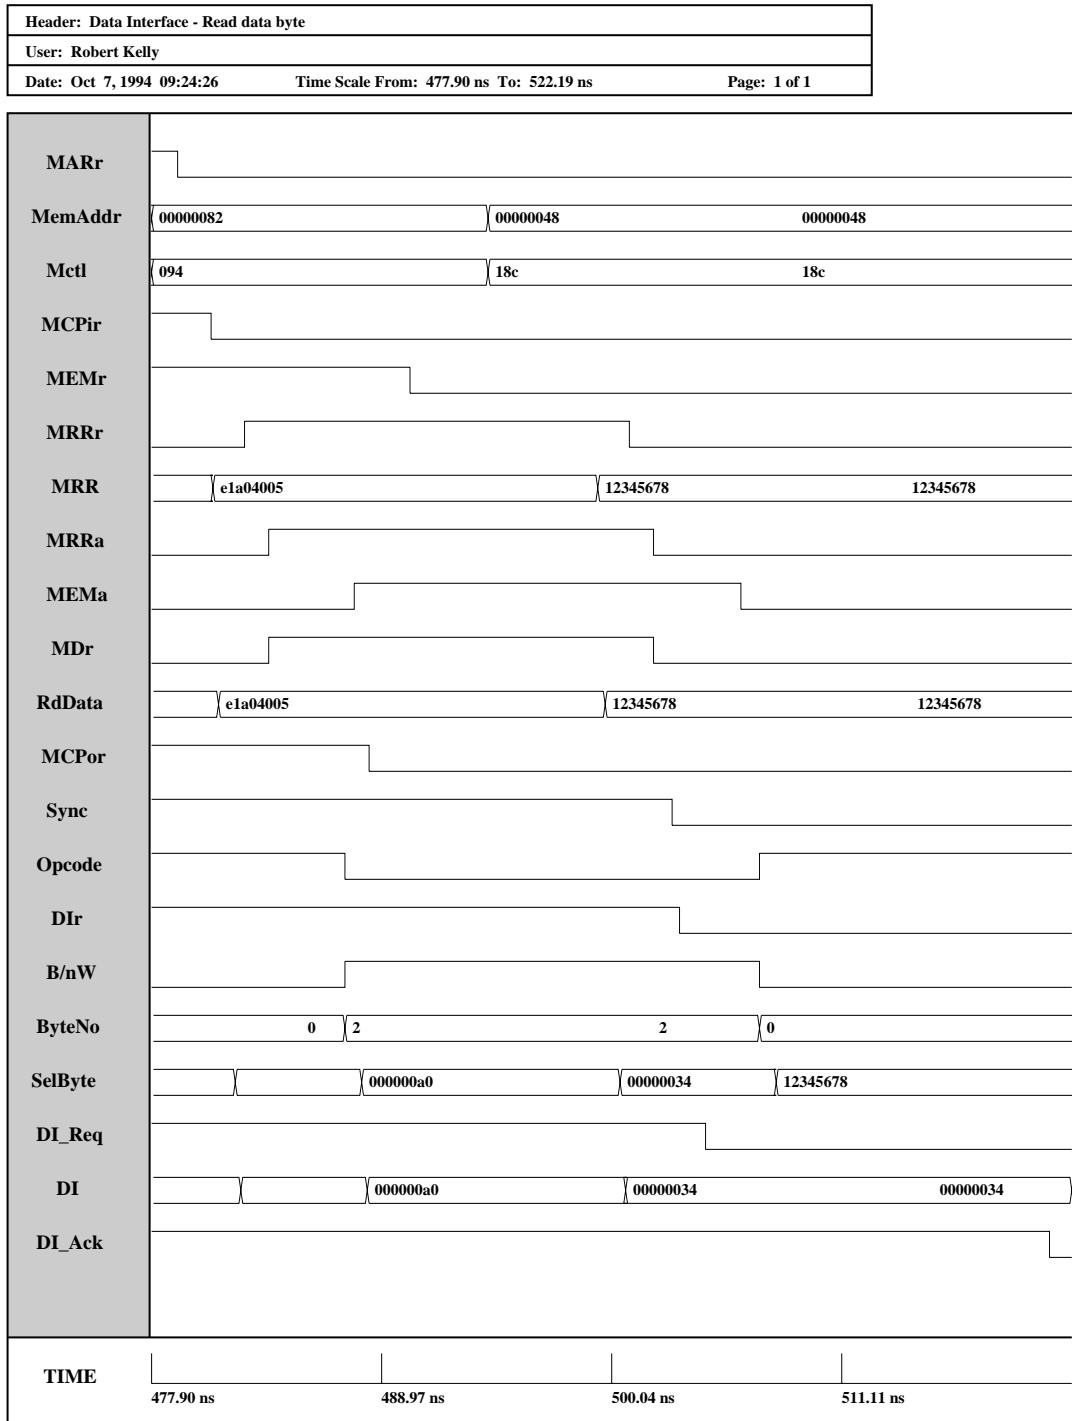 Header: Data Interface - Read data byte
User: Robert Kelly
Date: Oct 7, 1994 09:24:26 Time Scale From: 477.90 ns To: 522.19 ns Page: 1 of 1
MARr
MemAddr 00000082 00000048 00000048
Mctl 094 18c 18c
MCPir
MEMr
MRRr
MRR e1a04005 12345678 12345678
MRRa
MEMa
MDr
RdData e1a04005 12345678 12345678
MCPor
Sync
Opcode
DIr
B/nW
ByteNo 0 2 2 0
SelByte 000000a0 00000034 12345678
DI_Req
DI 000000a0 00000034 00000034
DI_Ack
TIME
477.90 ns 488.97 ns 500.04 ns 511.11 ns